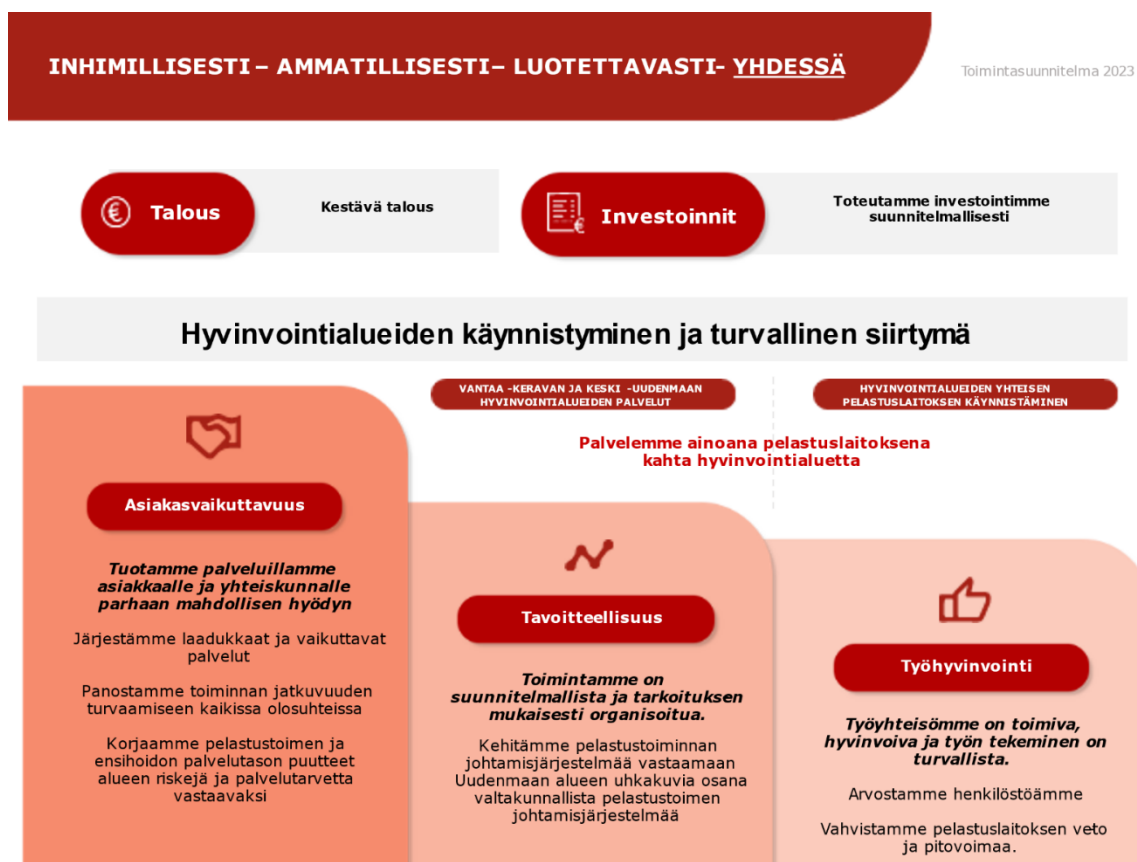 INHIMILLISESTI – AMMATILLISESTI– LUOTETTAVASTI- YHDESSÄ
Toimintasuunnitelma 2023
Talous
Kestävä talous
Investoinnit
Toteutamme investointimme
suunnitelmallisesti
Hyvinvointialueiden käynnistyminen ja turvallinen siirtymä
VANTAA -KERAVAN JA KESKI -UUDENMAAN
HYVINVOINTIALUEIDEN PALVELUT
HYVINVOINTIALUEIDEN YHTEISEN
PELASTUSLAITOKSEN KÄYNNISTÄMINEN
Palvelemme ainoana pelastuslaitoksena
kahta hyvinvointialuetta
Asiakasvaikuttavuus
Tuotamme palveluillamme
asiakkaalle ja yhteiskunnalle
parhaan mahdollisen hyödyn
Järjestämme laadukkaat ja vaikuttavat
palvelut
Panostamme toiminnan jatkuvuuden
turvaamiseen kaikissa olosuhteissa
Korjaamme pelastustoimen ja
ensihoidon palvelutason puutteet
alueen riskejä ja palvelutarvetta
vastaavaksi
Tavoitteellisuus
Toimintamme on
suunnitelmallista ja tarkoituksen
mukaisesti organisoitua.
Kehitämme pelastustoiminnan
johtamisjärjestelmää vastaamaan
Uudenmaan alueen uhkakuvia osana
valtakunnallista pelastustoimen
johtamisjärjestelmää
Työhyvinvointi
Työyhteisömme on toimiva,
hyvinvoiva ja työn tekeminen on
turvallista.
Arvostamme henkilöstöämme
Vahvistamme pelastuslaitoksen veto
ja pitovoimaa.